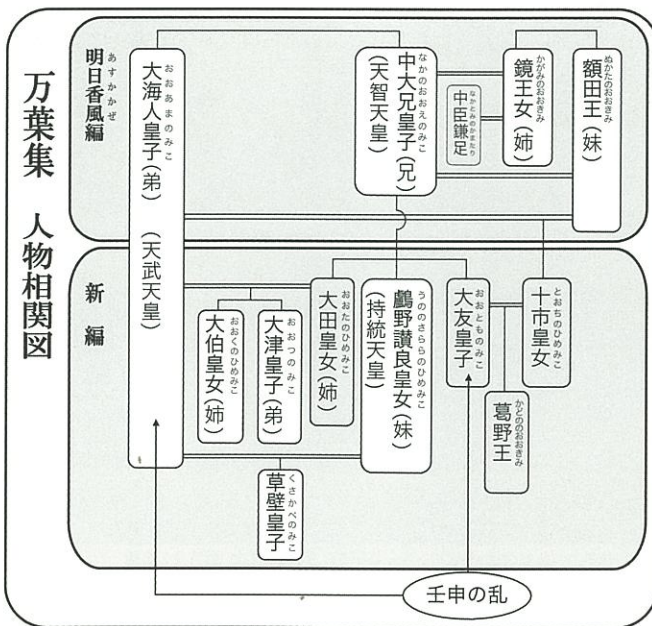 万葉集　人物相関図
明日香風編
あすかかぜ
額田王(妹)
ぬかたのおおきみ
鏡王女(姉)
かがみのおおきみ
中臣鎌足
なかとみのかまたり
中大兄皇子(兄)
(天智天皇)
なかのおおえのみこ
大海人皇子(弟)　(天武天皇)
おおあまのみこ
新編
十市皇女
とおちのひめみこ
葛野王
かどののおおきみ
大友皇子
おおとものみこ
鸕野讃良皇女(妹)
(持統天皇)
うののさららのひめみこ
大田皇女(姉)
おおたのひめみこ
大津皇子(弟)
おおつのみこ
大伯皇女(姉)
おおくのひめみこ
草壁皇子
くさかべのみこ
壬申の乱